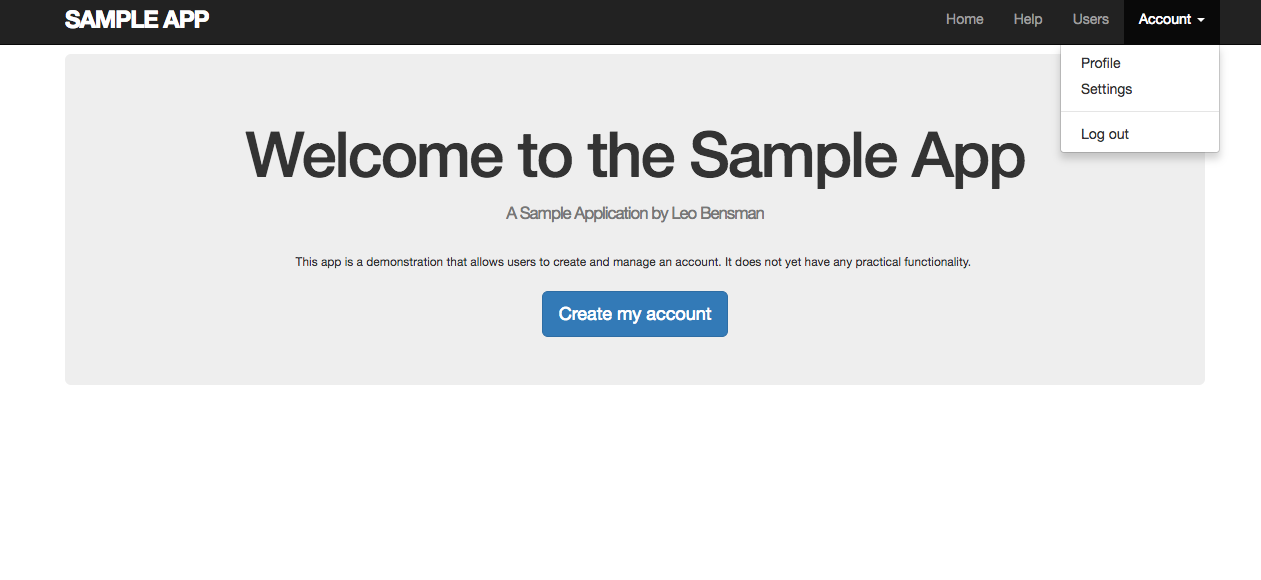 SAMPLE APP
Home Help Users Account
Profile
Settings
Log out
Welcome to the Sample App
A Sample Application by Leo Bensman
This app is a demonstration that allows users to create and manage an account. It does not yet have any practical functionality.
Create my account